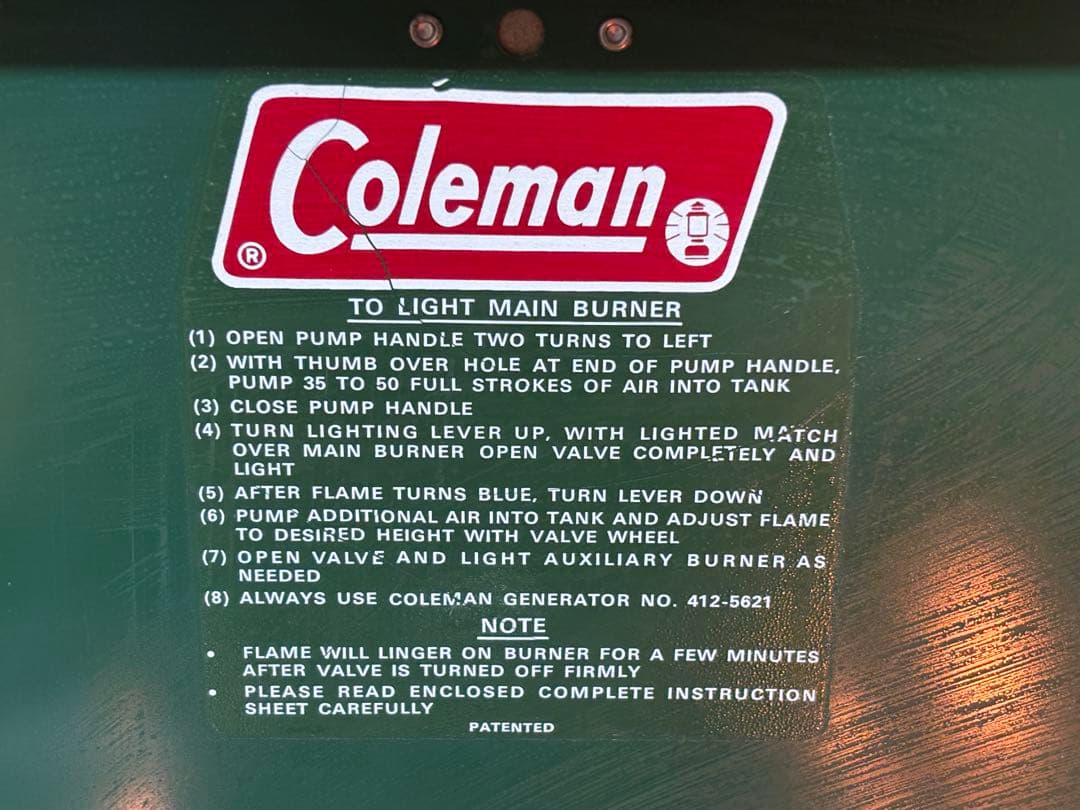 Coleman
®
TO LIGHT MAIN BURNER
(1) OPEN PUMP HANDLE TWO TURNS TO LEFT
(2) WITH THUMB OVER HOLE AT END OF PUMP HANDLE,
PUMP 35 TO 50 FULL STROKES OF AIR INTO TANK
(3) CLOSE PUMP HANDLE
(4) TURN LIGHTING LEVER UP, WITH LIGHTED MATCH
OVER MAIN BURNER OPEN VALVE COMPLETELY AND
LIGHT
(5) AFTER FLAME TURNS BLUE, TURN LEVER DOWN
(6) PUMP ADDITIONAL AIR INTO TANK AND ADJUST FLAME
TO DESIRED HEIGHT WITH VALVE WHEEL
(7) OPEN VALVE AND LIGHT AUXILIARY BURNER AS
NEEDED
(8) ALWAYS USE COLEMAN GENERATOR NO. 412-5621
NOTE
• FLAME WILL LINGER ON BURNER FOR A FEW MINUTES
AFTER VALVE IS TURNED OFF FIRMLY
• PLEASE READ ENCLOSED COMPLETE INSTRUCTION
SHEET CAREFULLY
PATENTED